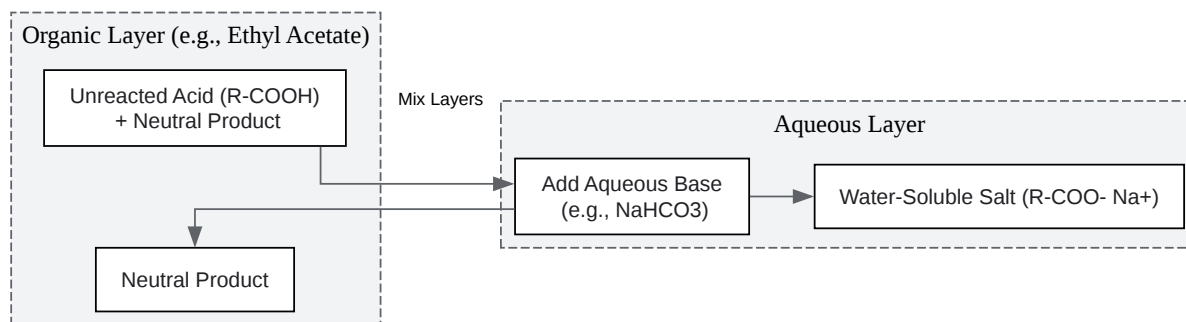 Organic Layer (e.g., Ethyl Acetate)
Unreacted Acid (R-COOH)
+ Neutral Product
Mix Layers
Aqueous Layer
Add Aqueous Base
(e.g., NaHCO3)
Water-Soluble Salt (R-COO- Na+)
Neutral Product